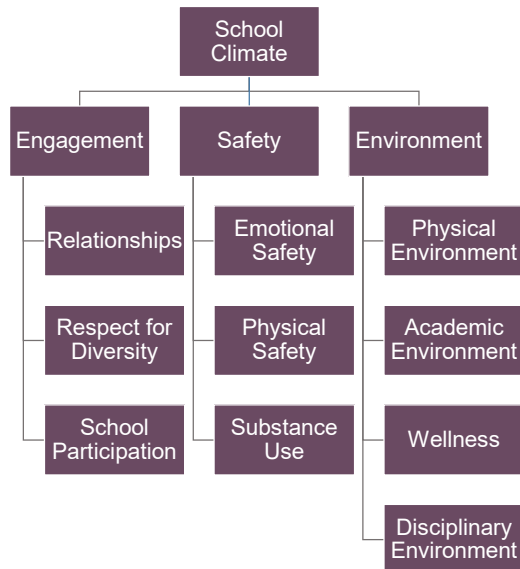 School
Climate
Engagement
Safety
Environment
Relationships
Emotional
Safety
Physical
Environment
Respect for
Diversity
Physical
Safety
Academic
Environment
School
Participation
Substance
Use
Wellness
Disciplinary
Environment